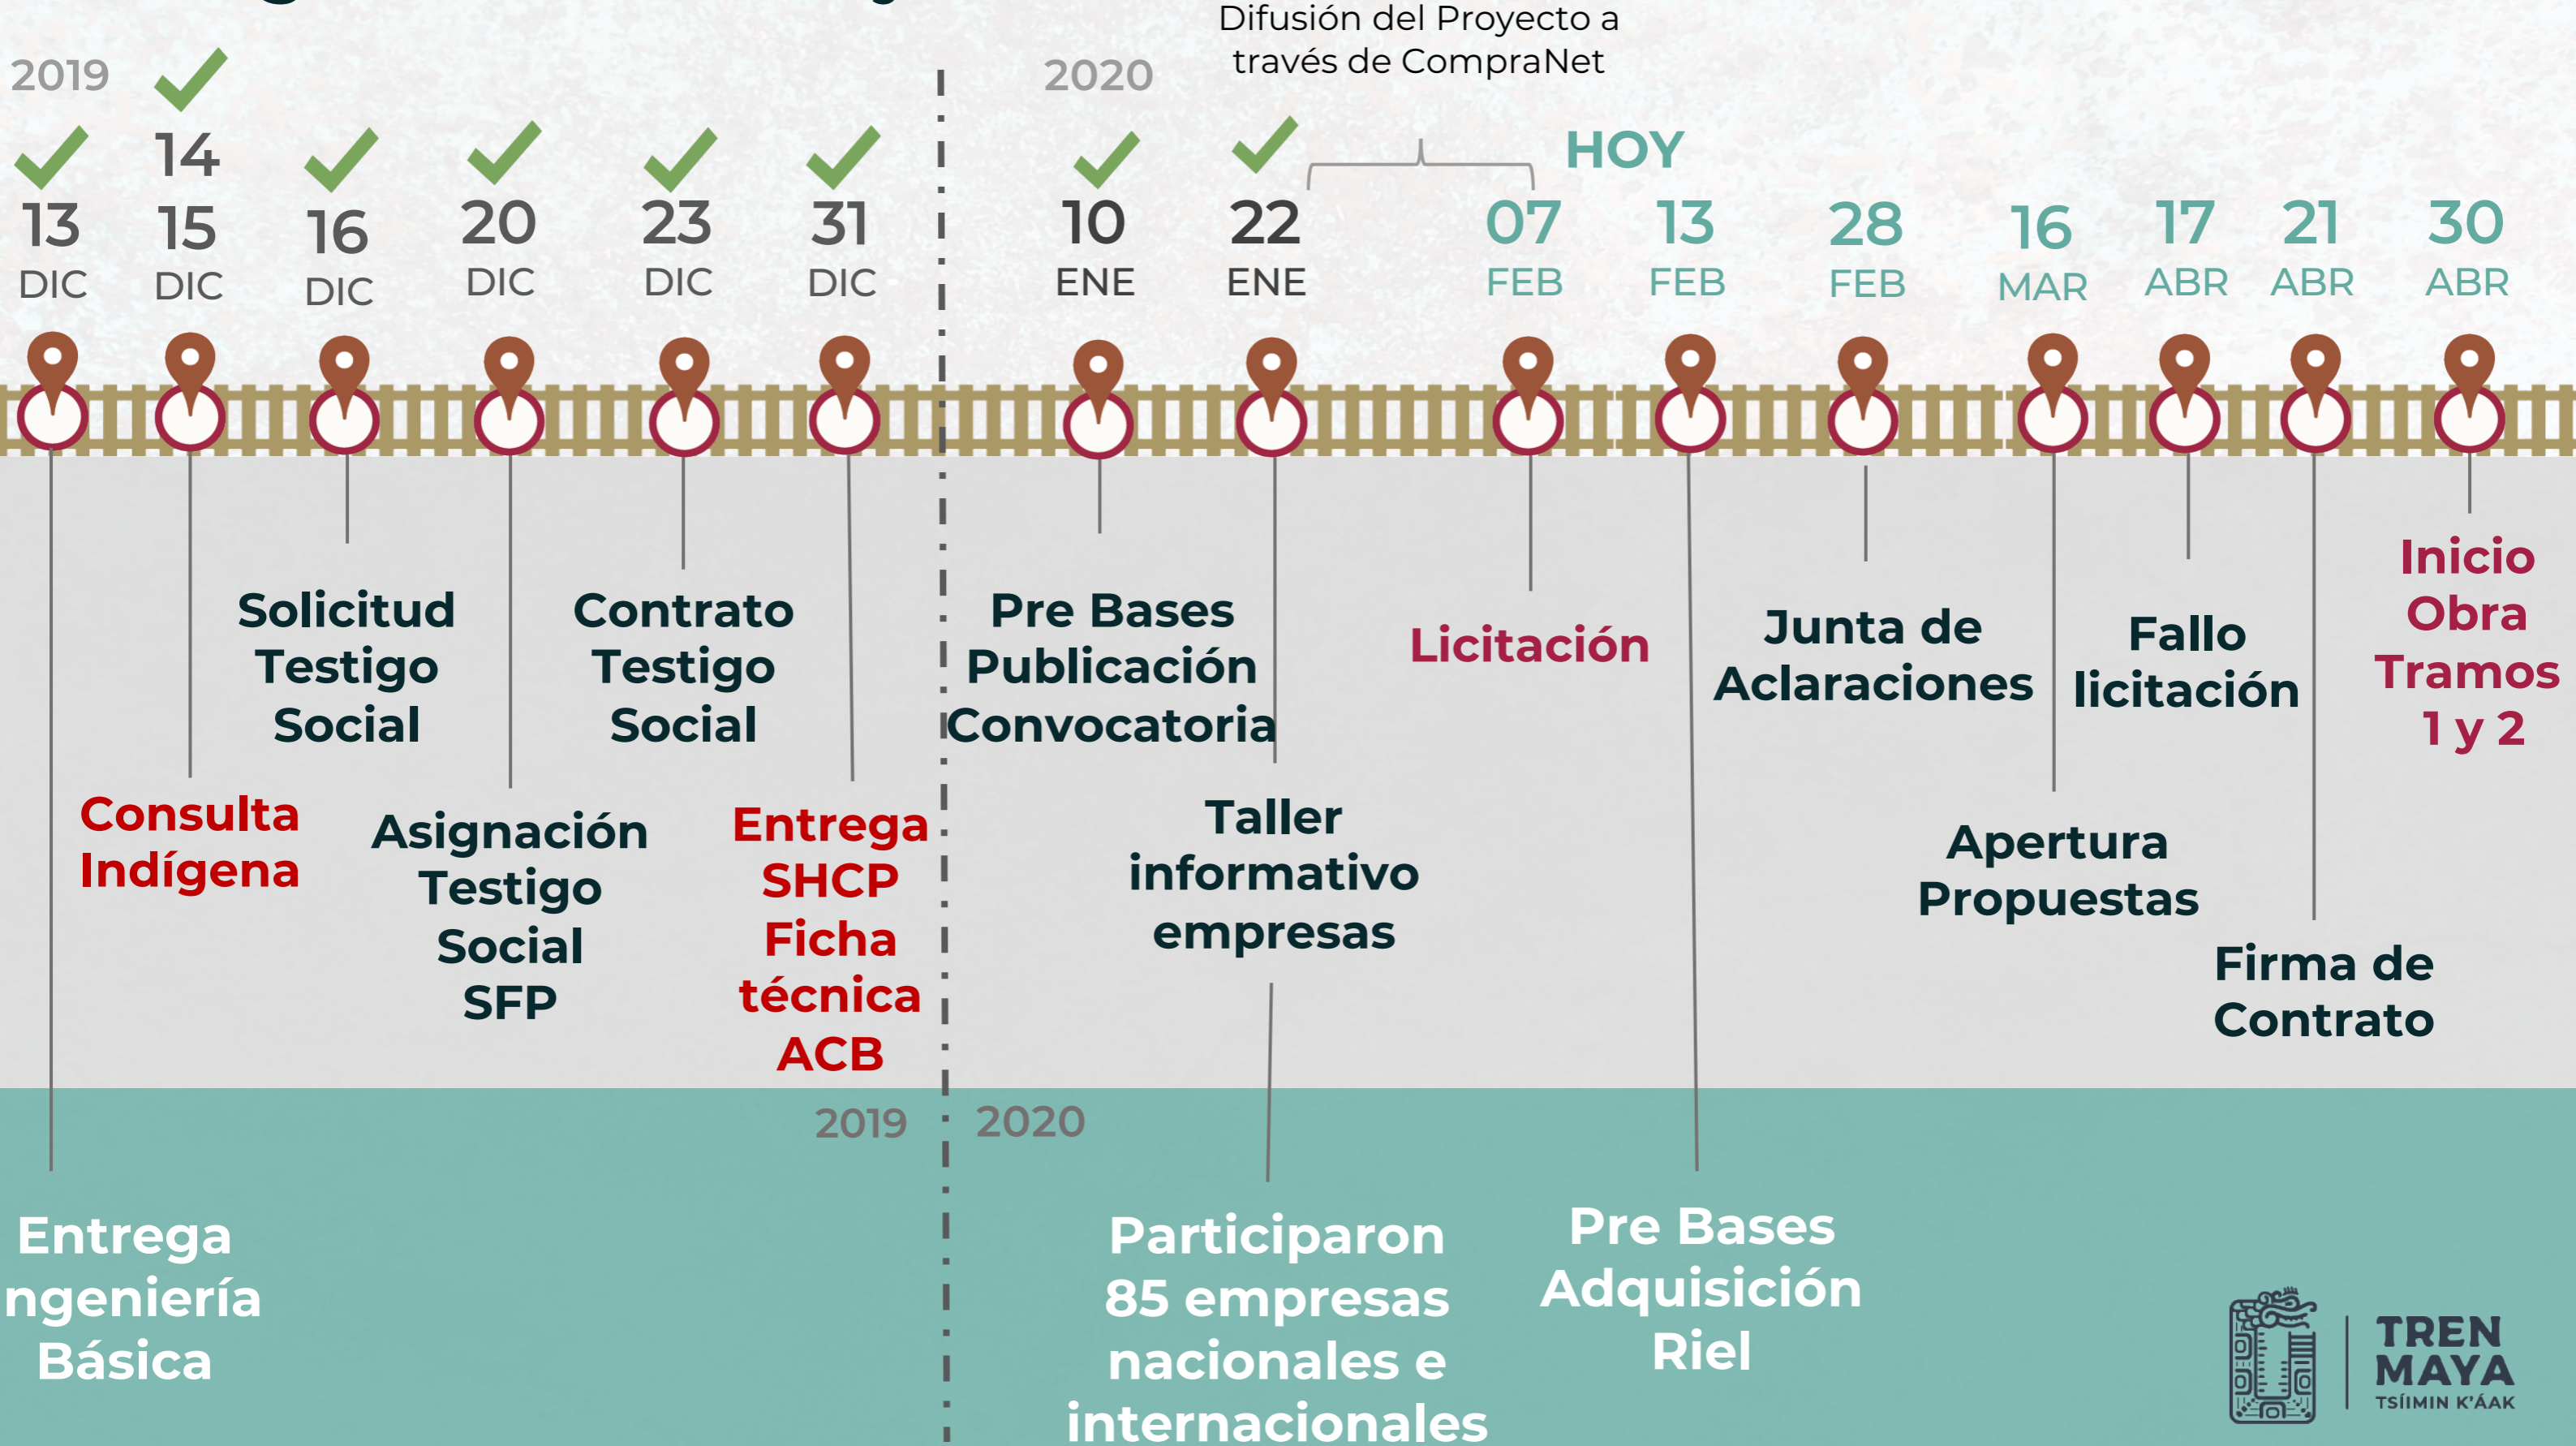 Difusión del Proyecto a
través de CompraNet
2019
2020
HOY
13
DIC
14
15
DIC
16
DIC
20
DIC
23
DIC
31
DIC
10
ENE
22
ENE
07
FEB
13
FEB
28
FEB
16
MAR
17
ABR
21
ABR
30
ABR
Solicitud
Testigo
Social
Contrato
Testigo
Social
Pre Bases
Publicación
Convocatoria
Licitación
Junta de
Aclaraciones
Fallo
licitación
Inicio
Obra
Tramos
1 y 2
Consulta
Indígena
Asignación
Testigo
Social
SFP
Entrega
SHCP
Ficha
técnica
ACB
Taller
informativo
empresas
Apertura
Propuestas
Firma de
Contrato
2019
2020
Entrega
ngeniería
Básica
Participaron
85 empresas
nacionales e
internacionales
Pre Bases
Adquisición
Riel
TREN
MAYA
TSÍIMIN K'ÁAK